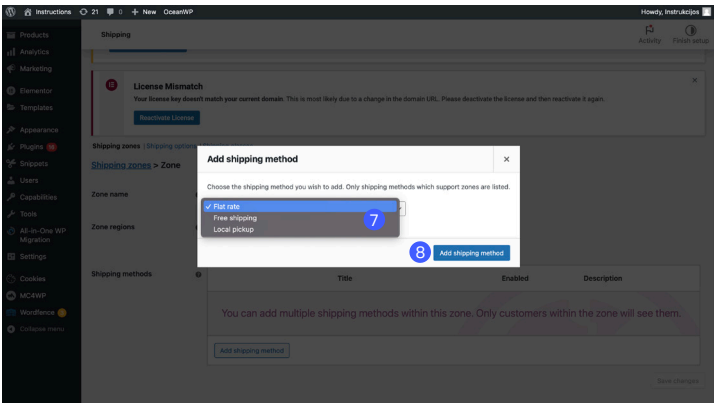 Instructions 21 0 + New OceanWP Howdy, Instrukcijos
Products
Analytics
Marketing
Elementor
Templates
Appearance
Plugins
Snippets
Users
Capabilities
Tools
All-in-One WP
Migration
Settings
Cookies
MC4WP
Wordfence
Collapse menu
Shipping
Activity Finish setup
License Mismatch
Your license key doesn't match your current domain. This is most likely due to a change in the domain URL. Please deactivate the license and then reactivate it again.
Reactivate License
Shipping zones | Shipping options
Shipping zones > Zone
Zone name
Zone regions
Shipping methods
Add shipping method
Choose the shipping method you wish to add. Only shipping methods which support zones are listed.
✓ Flat rate
Free shipping
Local pickup
7
8
Add shipping method
Title Enabled Description
You can add multiple shipping methods within this zone. Only customers within the zone will see them.
Add shipping method
Save changes